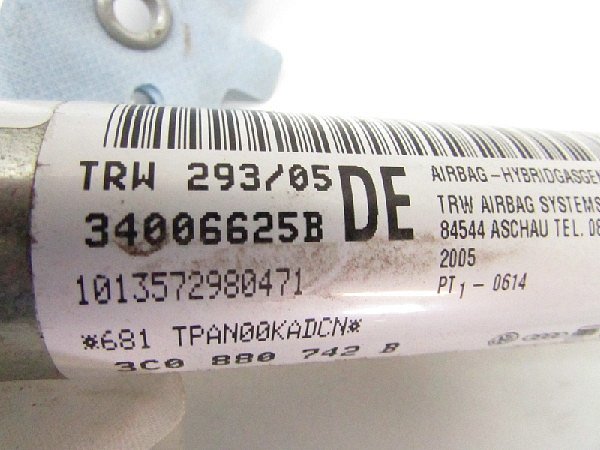 TRW 293/05
34006625B
DE
1013572980471
*681 TPAN00KADCN*
3C0 880 742 B
AIRBAG-HYBRIDGASGEN
TRW AIRBAG SYSTEMS
84544 ASCHAU TEL. 08
2005
PT1-0614